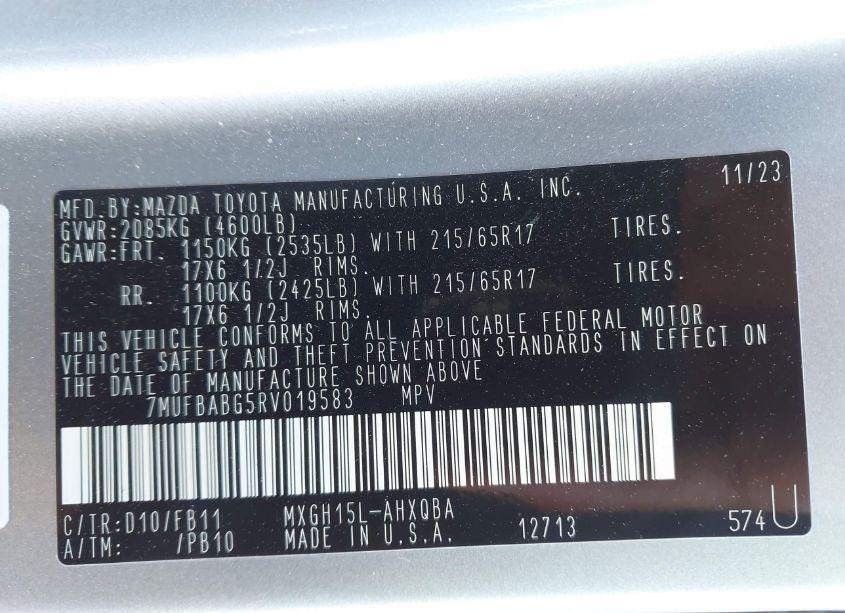 11/23
MFD.BY:MAZDA TOYOTA MANUFACTURING U.S.A. INC.
GVWR:2085KG (4600LB)
GAWR:FRT. 1150KG (2535LB) WITH 215/65R17 TIRES.
17X6 1/2J RIMS.
RR. 1100KG (2425LB) WITH 215/65R17 TIRES.
17X6 1/2J RIMS.
THIS VEHICLE CONFORMS TO ALL APPLICABLE FEDERAL MOTOR
VEHICLE SAFETY AND THEFT PREVENTION STANDARDS IN EFFECT ON
THE DATE OF MANUFACTURE SHOWN ABOVE
7MUFBABG5RV019583 MPV
C/TR:D10/FB11 MXGH15L-AHXQBA
A/TM: /PB10 MADE IN U.S.A. 12713 574U